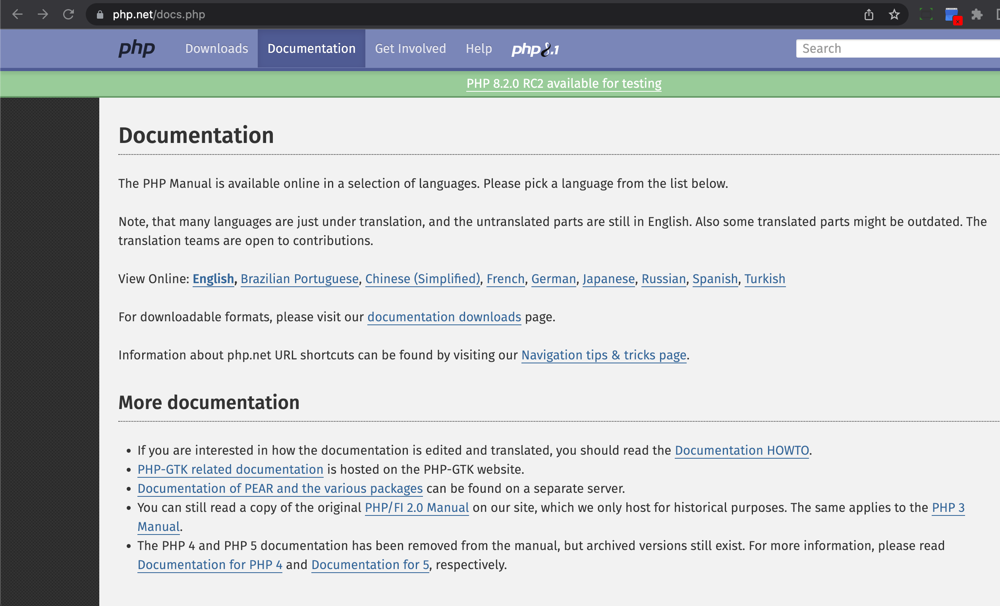 php.net/docs.php
php Downloads Documentation Get Involved Help php8.1 Search
PHP 8.2.0 RC2 available for testing
Documentation
The PHP Manual is available online in a selection of languages. Please pick a language from the list below.
Note, that many languages are just under translation, and the untranslated parts are still in English. Also some translated parts might be outdated. The
translation teams are open to contributions.
View Online: English, Brazilian Portuguese, Chinese (Simplified), French, German, Japanese, Russian, Spanish, Turkish
For downloadable formats, please visit our documentation downloads page.
Information about php.net URL shortcuts can be found by visiting our Navigation tips & tricks page.
More documentation
• If you are interested in how the documentation is edited and translated, you should read the Documentation HOWTO.
• PHP-GTK related documentation is hosted on the PHP-GTK website.
• Documentation of PEAR and the various packages can be found on a separate server.
• You can still read a copy of the original PHP/FI 2.0 Manual on our site, which we only host for historical purposes. The same applies to the PHP 3
Manual.
• The PHP 4 and PHP 5 documentation has been removed from the manual, but archived versions still exist. For more information, please read
Documentation for PHP 4 and Documentation for 5, respectively.